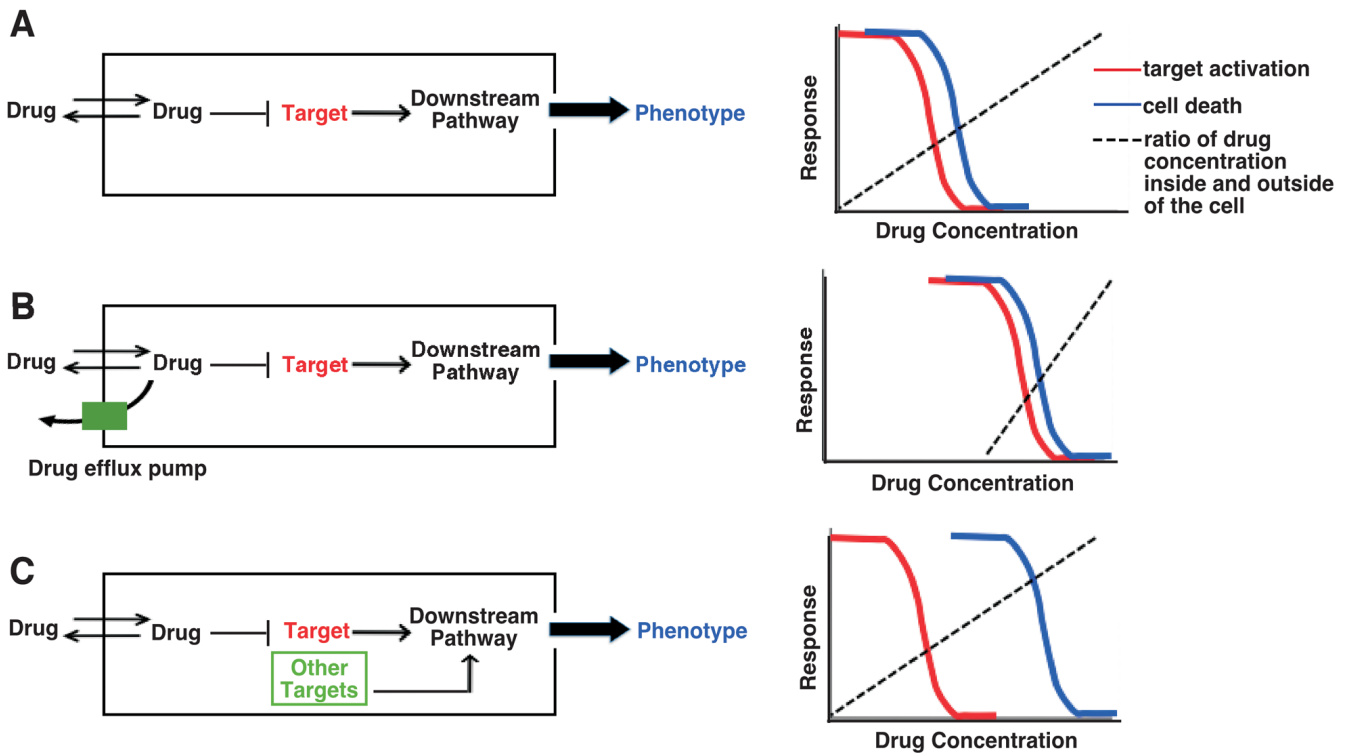 A
Drug
Drug
Target
Downstream
Pathway
Phenotype
Response
Drug Concentration
target activation
cell death
ratio of drug
concentration
inside and outside
of the cell
B
Drug
Drug
Target
Downstream
Pathway
Phenotype
Drug efflux pump
Response
Drug Concentration
C
Drug
Drug
Target
Downstream
Pathway
Phenotype
Other
Targets
Response
Drug Concentration